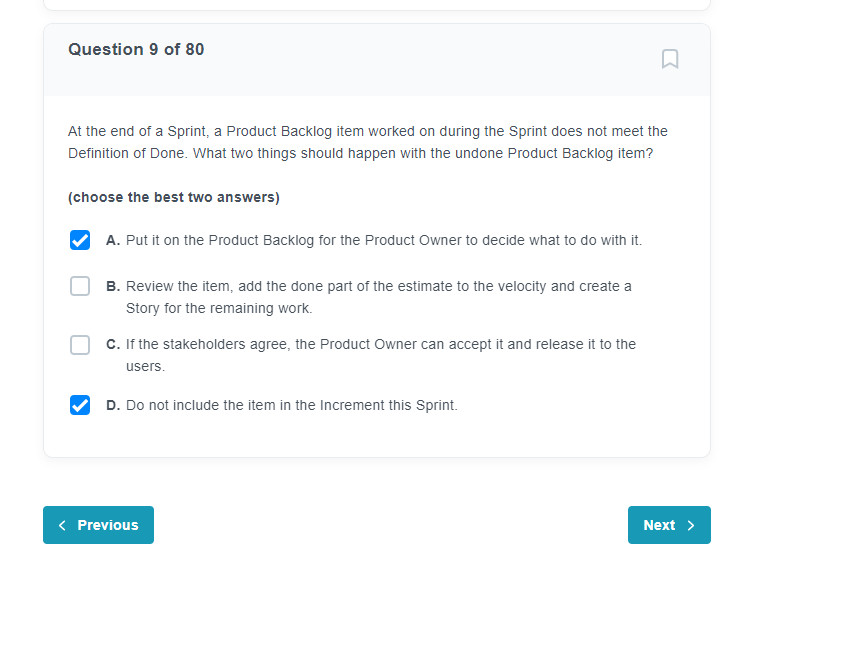 Question 9 of 80
At the end of a Sprint, a Product Backlog item worked on during the Sprint does not meet the
Definition of Done. What two things should happen with the undone Product Backlog item?
(choose the best two answers)
A. Put it on the Product Backlog for the Product Owner to decide what to do with it.
B. Review the item, add the done part of the estimate to the velocity and create a
Story for the remaining work.
C. If the stakeholders agree, the Product Owner can accept it and release it to the
users.
D. Do not include the item in the Increment this Sprint.
Previous
Next